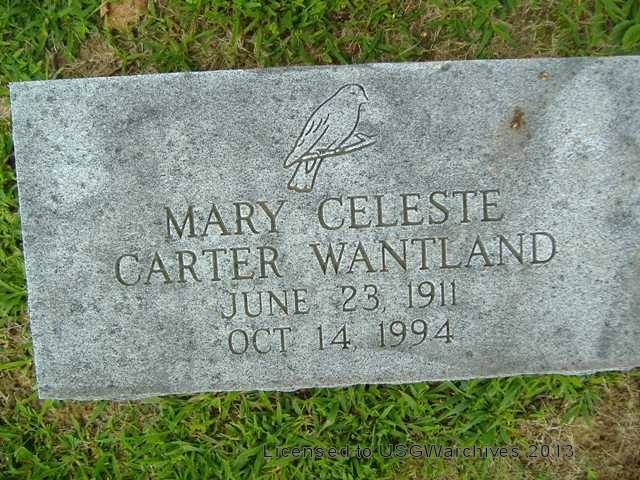 MARY CELESTE
CARTER WANTLAND
JUNE 23, 1911
OCT 14, 1994
Licensed to USGWarchives 2013